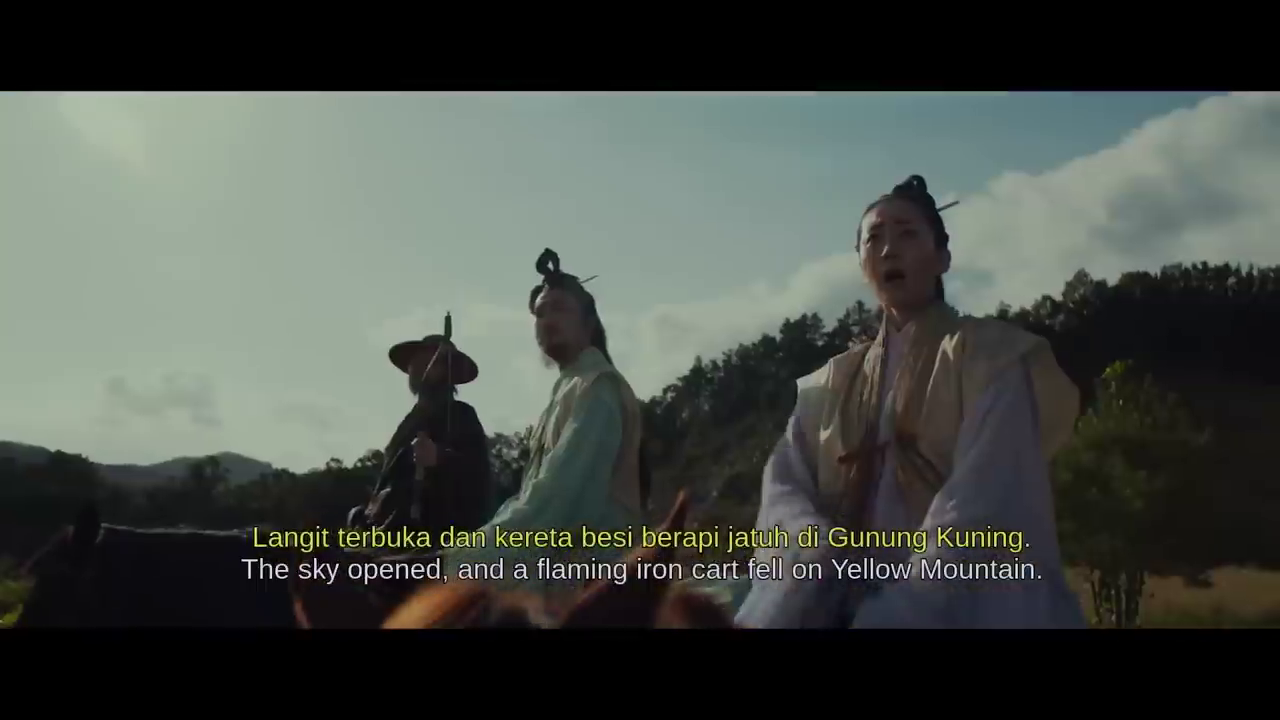 Langit terbuka dan kereta besi berapi jatuh di Gunung Kuning.
The sky opened, and a flaming iron cart fell on Yellow Mountain.